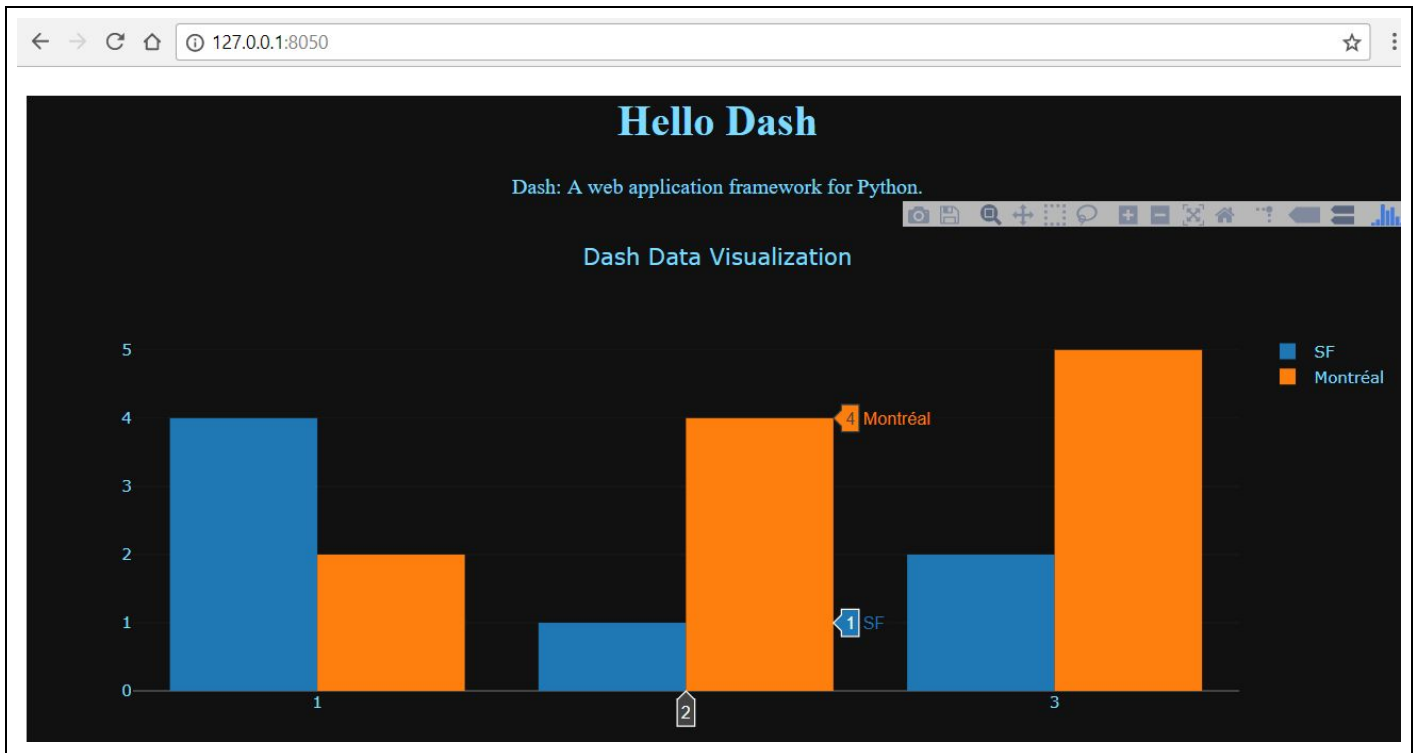 127.0.0.1:8050
Hello Dash
Dash: A web application framework for Python.
Dash Data Visualization
5
4
3
2
1
0
1
2
3
4 Montréal
1 SF
SF
Montréal